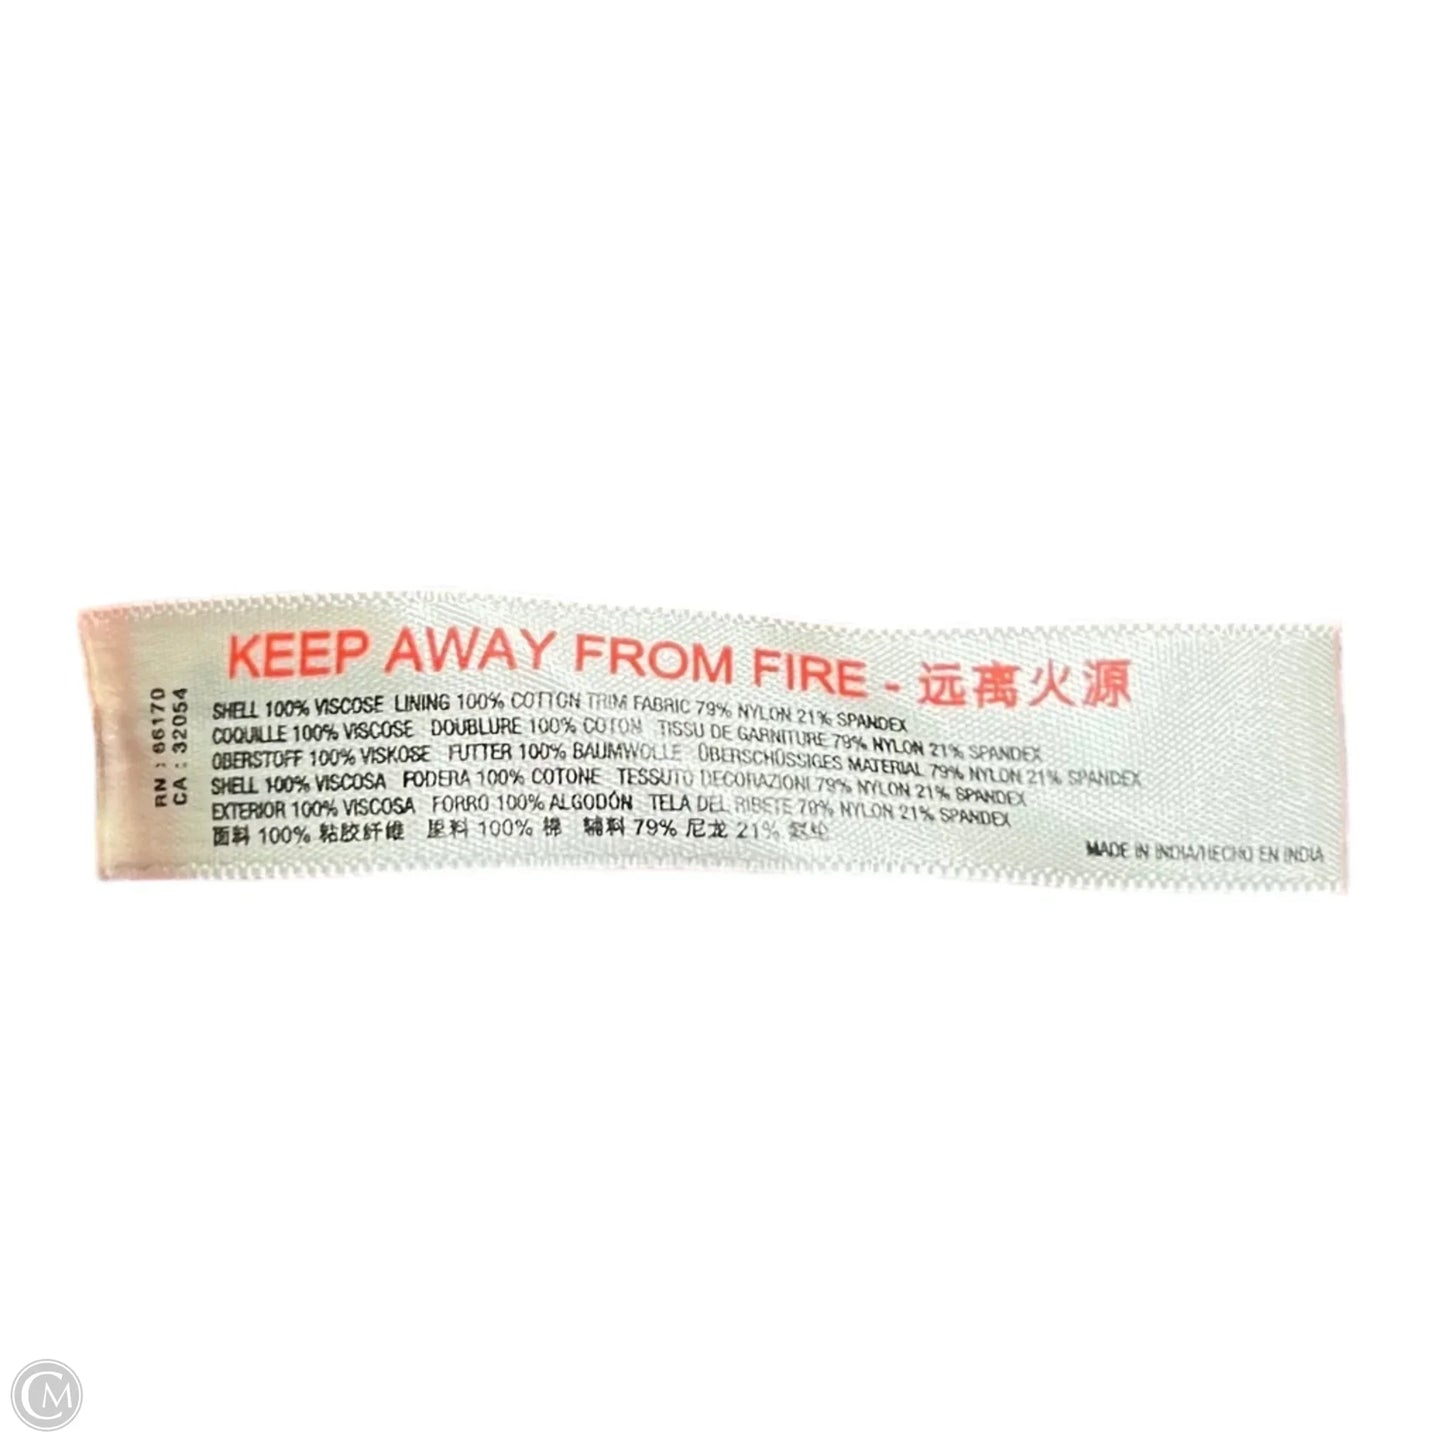 KEEP AWAY FROM FIRE - 远离火源
RN : 66170
CA : 32054
SHELL 100% VISCOSE LINING 100% COTTON TRIM FABRIC 79% NYLON 21% SPANDEX
COQUILLE 100% VISCOSE DOUBLURE 100% COTON TISSU DE GARNITURE 79% NYLON 21% SPANDEX
OBERSTOFF 100% VISKOSE FUTTER 100% BAUMWOLLE ÜBERSCHÜSSIGES MATERIAL 79% NYLON 21% SPANDEX
SHELL 100% VISCOSA FODERA 100% COTONE TESSUTO DECORAZIONI 79% NYLON 21% SPANDEX
EXTERIOR 100% VISCOSA FORRO 100% ALGODÓN TELA DEL RIBETE 79% NYLON 21% SPANDEX
面料 100% 粘胶纤维 里料 100% 棉 辅料 79% 尼龙 21%
MADE IN INDIA/HECHO EN INDIA
CM